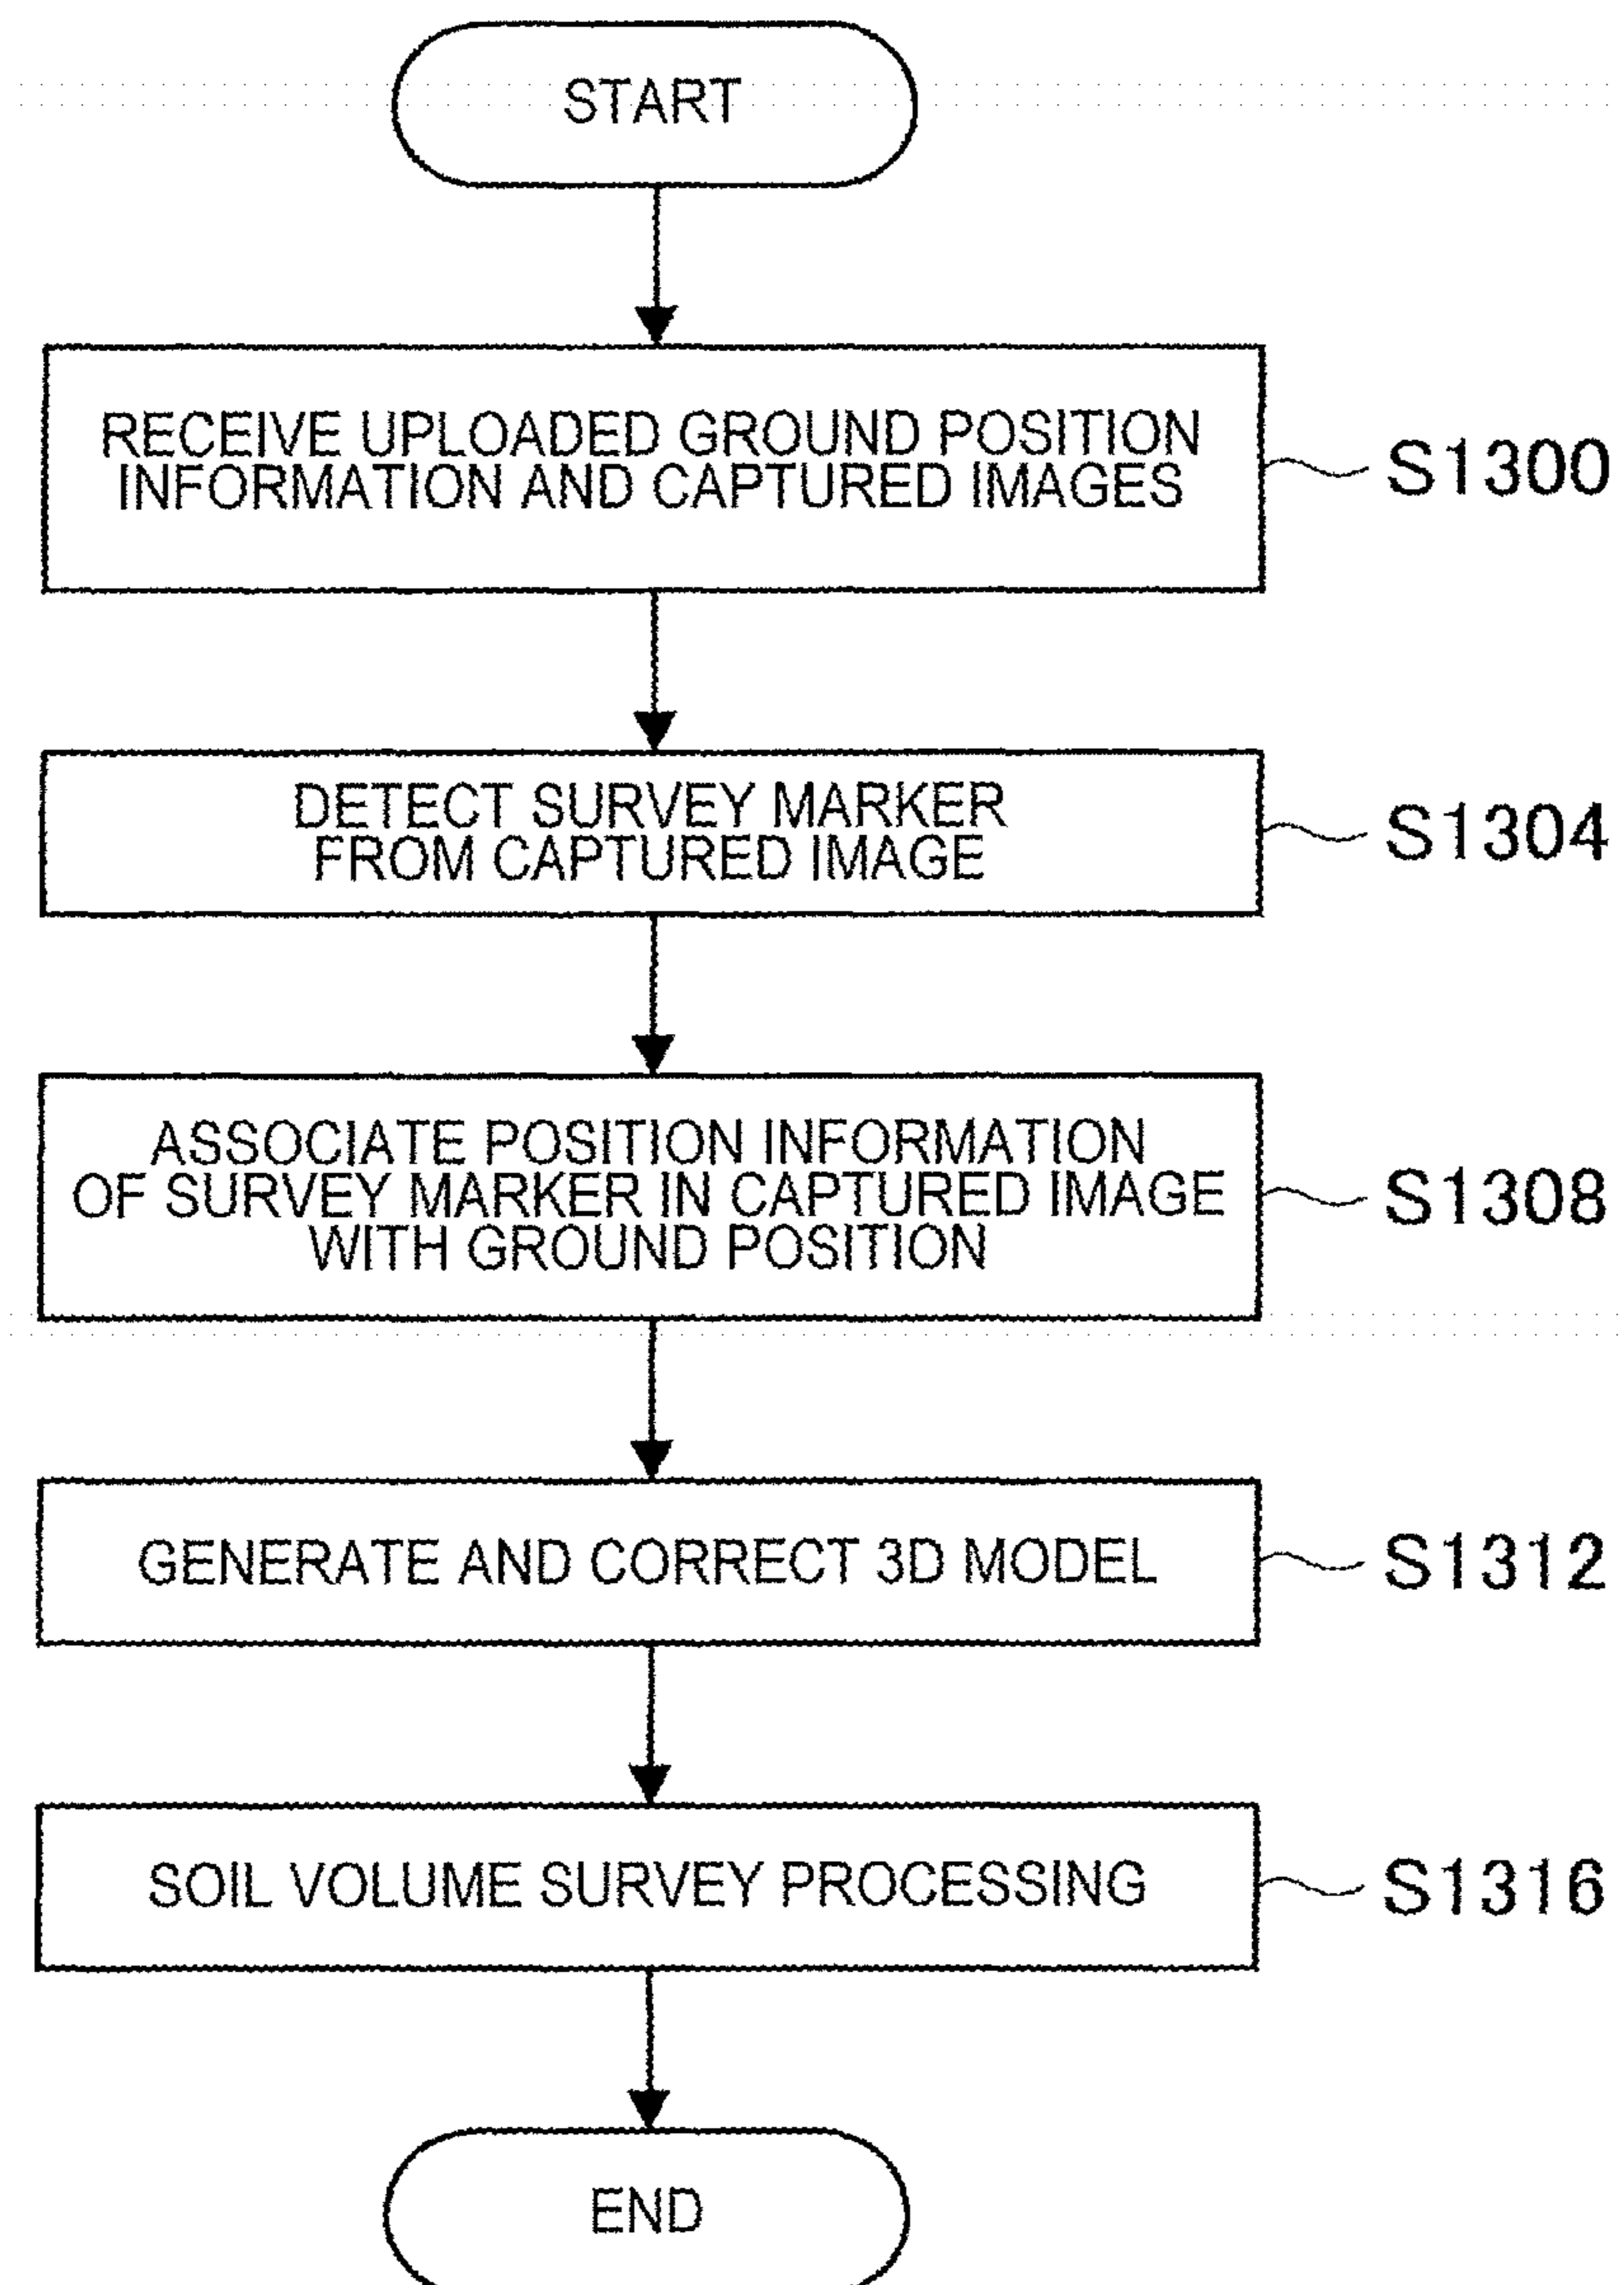 START
RECEIVE UPLOADED GROUND POSITION
INFORMATION AND CAPTURED IMAGES
S1300
DETECT SURVEY MARKER
FROM CAPTURED IMAGE
S1304
ASSOCIATE POSITION INFORMATION
OF SURVEY MARKER IN CAPTURED IMAGE
WITH GROUND POSITION
S1308
GENERATE AND CORRECT 3D MODEL
S1312
SOIL VOLUME SURVEY PROCESSING
S1316
END